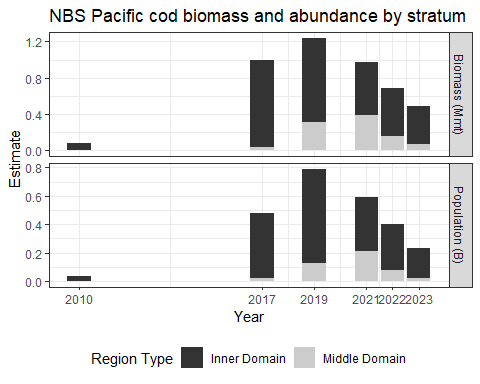 NBS Pacific cod biomass and abundance by stratum
1.2
0.8
0.4
0.0
Biomass (Mmt)
Estimate
0.8
0.6
0.4
0.2
0.0
Population (B)
2010 2017 2019 2021 2022 2023
Year
Region Type Inner Domain Middle Domain